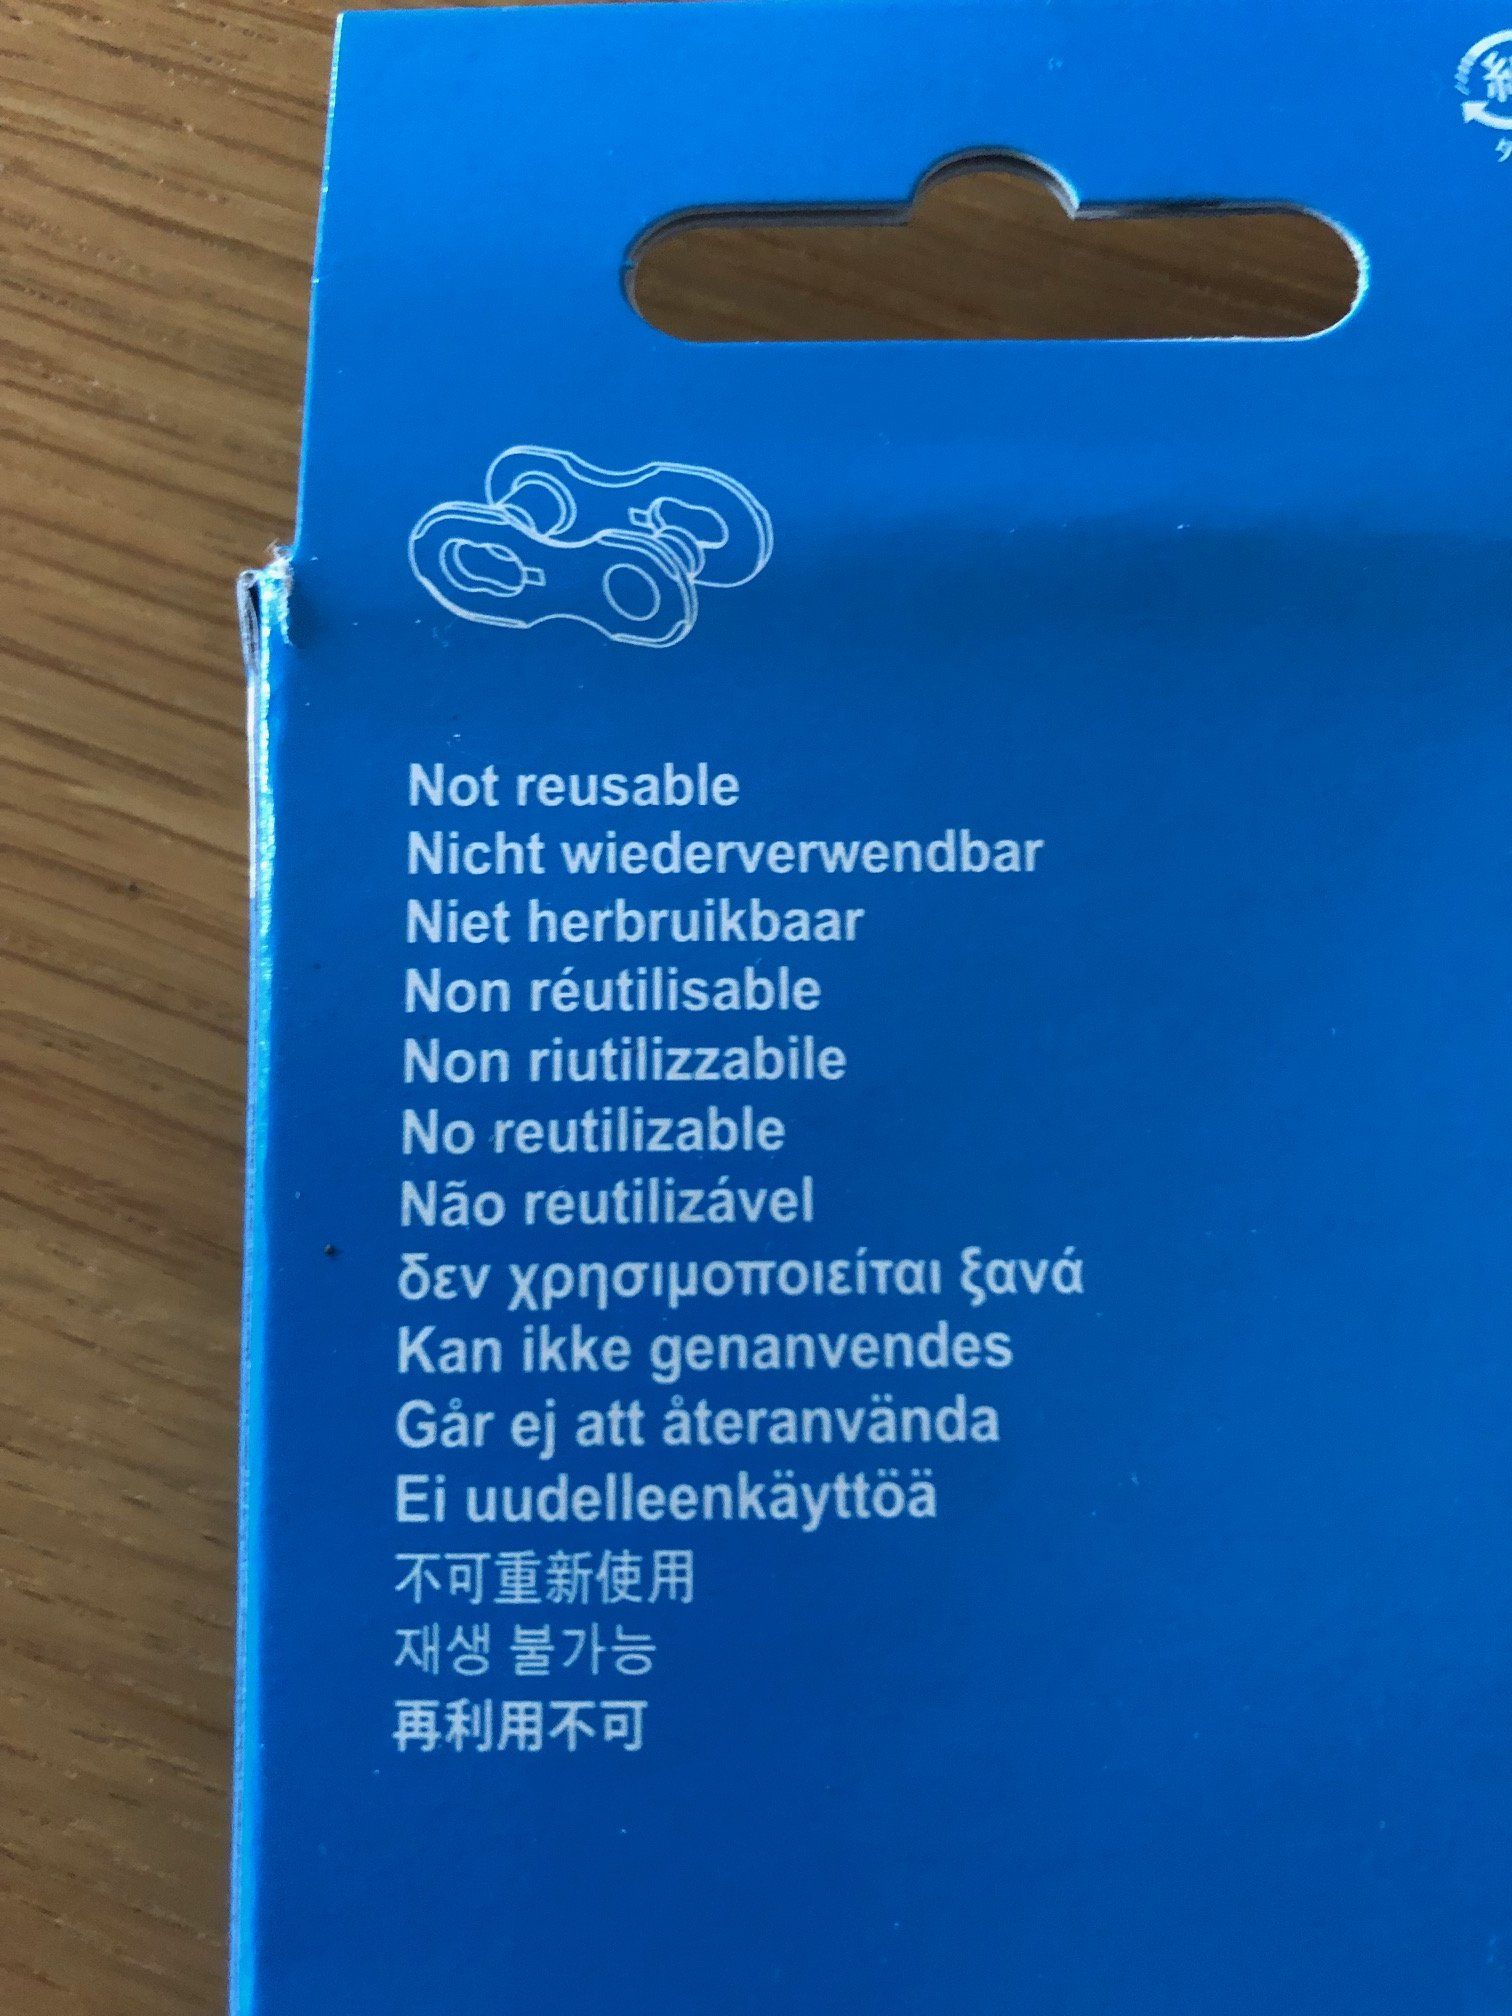 Not reusable
Nicht wiederverwendbar
Niet herbruikbaar
Non réutilisable
Non riutilizzabile
No reutilizable
Não reutilizável
δεν χρησιμοποιείται ξανά
Kan ikke genanvendes
Går ej att återanvända
Ei uudelleenkäyttöä
不可重新使用
재생 불가능
再利用不可